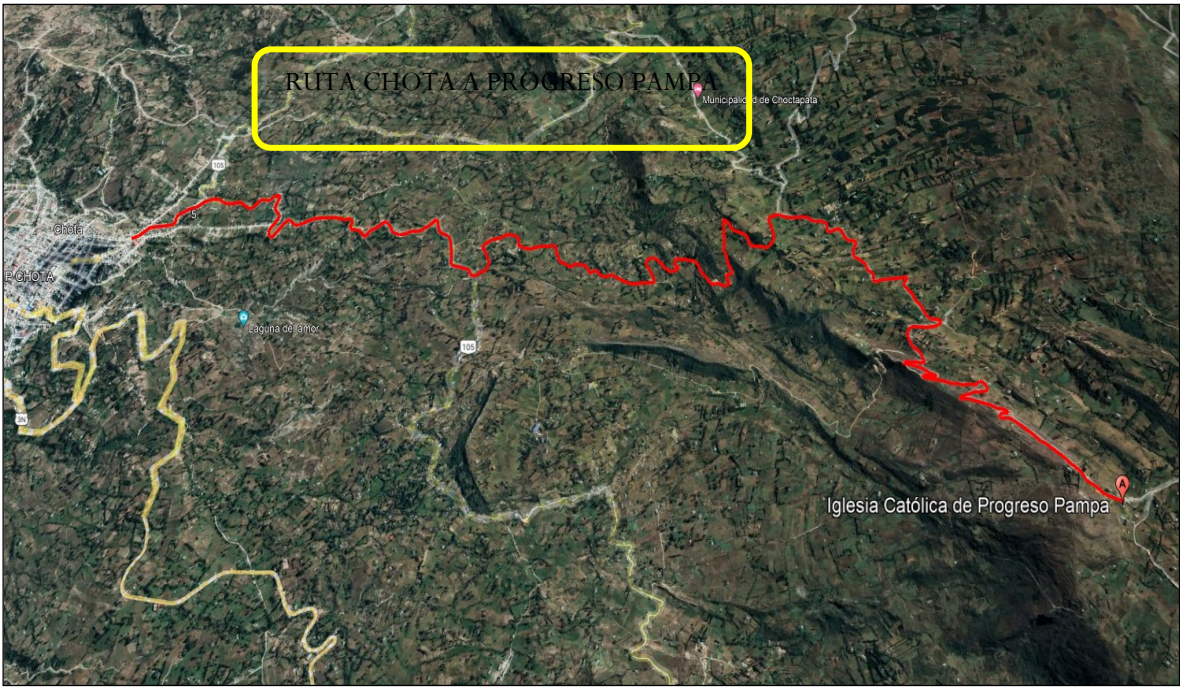 RUTA CHOTA A PROGRESO PAMPA
Municipalidad de Choctapata
105
5
Chota
P CHOTA
Laguna del amor
105
3N
A
Iglesia Católica de Progreso Pampa